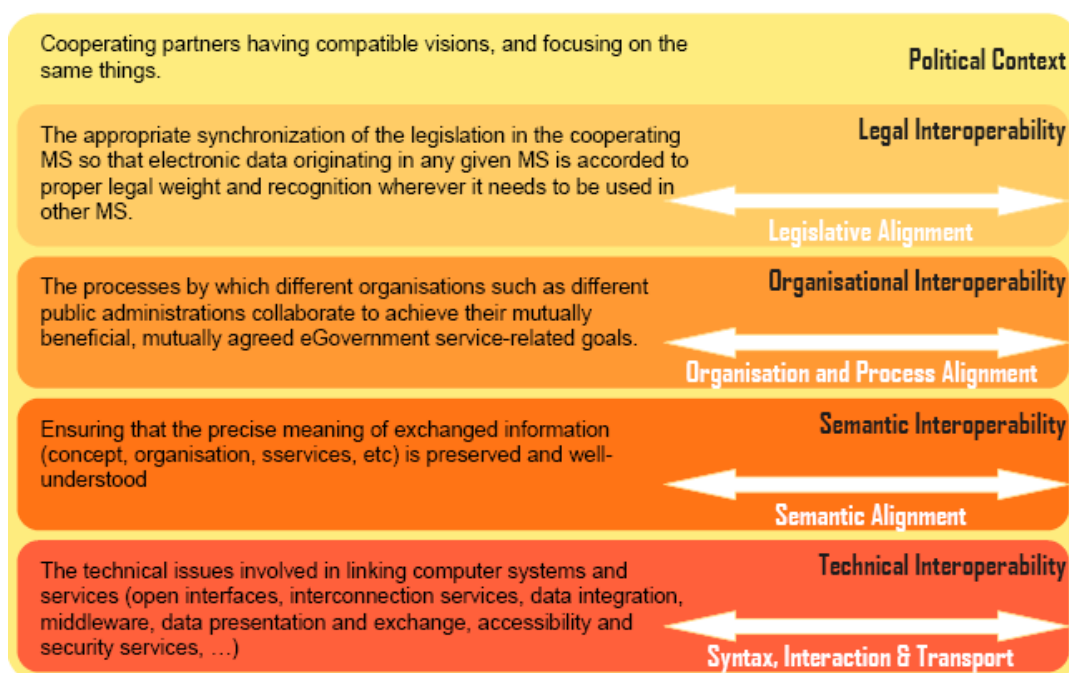 Cooperating partners having compatible visions, and focusing on the
same things.
Political Context
The appropriate synchronization of the legislation in the cooperating
MS so that electronic data originating in any given MS is accorded to
proper legal weight and recognition wherever it needs to be used in
other MS.
Legal Interoperability
Legislative Alignment
The processes by which different organisations such as different
public administrations collaborate to achieve their mutually
beneficial, mutually agreed eGovernment service-related goals.
Organisational Interoperability
Organisation and Process Alignment
Ensuring that the precise meaning of exchanged information
(concept, organisation, sservices, etc) is preserved and well-
understood
Semantic Interoperability
Semantic Alignment
The technical issues involved in linking computer systems and
services (open interfaces, interconnection services, data integration,
middleware, data presentation and exchange, accessibility and
security services, …)
Technical Interoperability
Syntax, Interaction & Transport